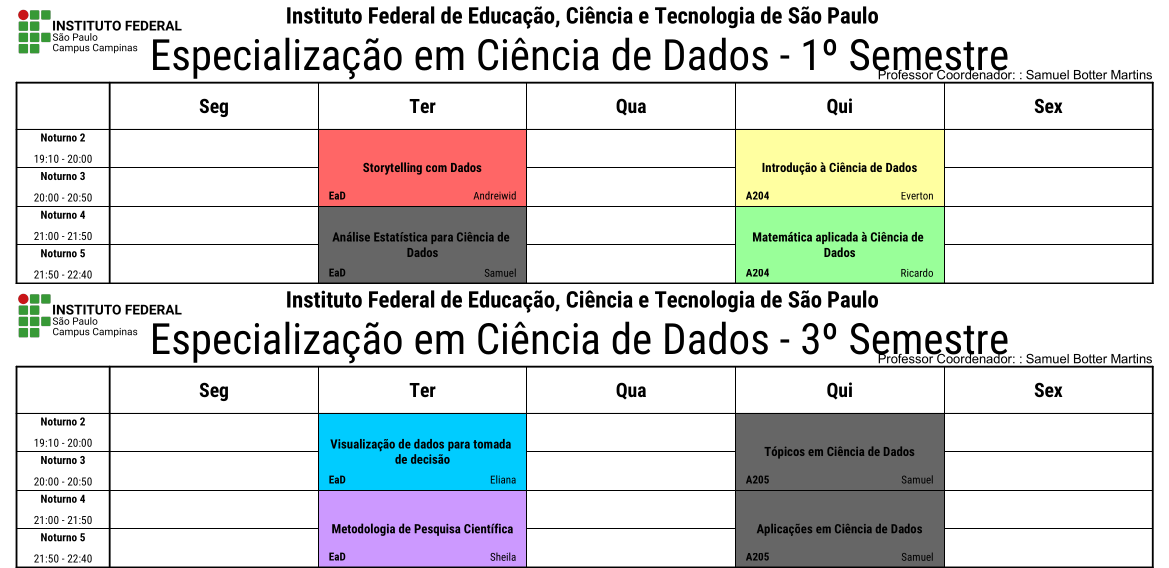 INSTITUTO FEDERAL
São Paulo
Campus Campinas
Instituto Federal de Educação, Ciência e Tecnologia de São Paulo
Especialização em Ciência de Dados - 1º Semestre
Professor Coordenador: : Samuel Botter Martins
Seg Ter Qua Qui Sex
Noturno 2
19:10 - 20:00
Noturno 3
20:00 - 20:50
Storytelling com Dados
EaD Andreiwid
Introdução à Ciência de Dados
A204 Everton
Noturno 4
21:00 - 21:50
Noturno 5
21:50 - 22:40
Análise Estatística para Ciência de
Dados
EaD Samuel
Matemática aplicada à Ciência de
Dados
A204 Ricardo
INSTITUTO FEDERAL
São Paulo
Campus Campinas
Instituto Federal de Educação, Ciência e Tecnologia de São Paulo
Especialização em Ciência de Dados - 3º Semestre
Professor Coordenador: : Samuel Botter Martins
Seg Ter Qua Qui Sex
Noturno 2
19:10 - 20:00
Noturno 3
20:00 - 20:50
Visualização de dados para tomada
de decisão
EaD Eliana
Tópicos em Ciência de Dados
A205 Samuel
Noturno 4
21:00 - 21:50
Noturno 5
21:50 - 22:40
Metodologia de Pesquisa Científica
EaD Sheila
Aplicações em Ciência de Dados
A205 Samuel